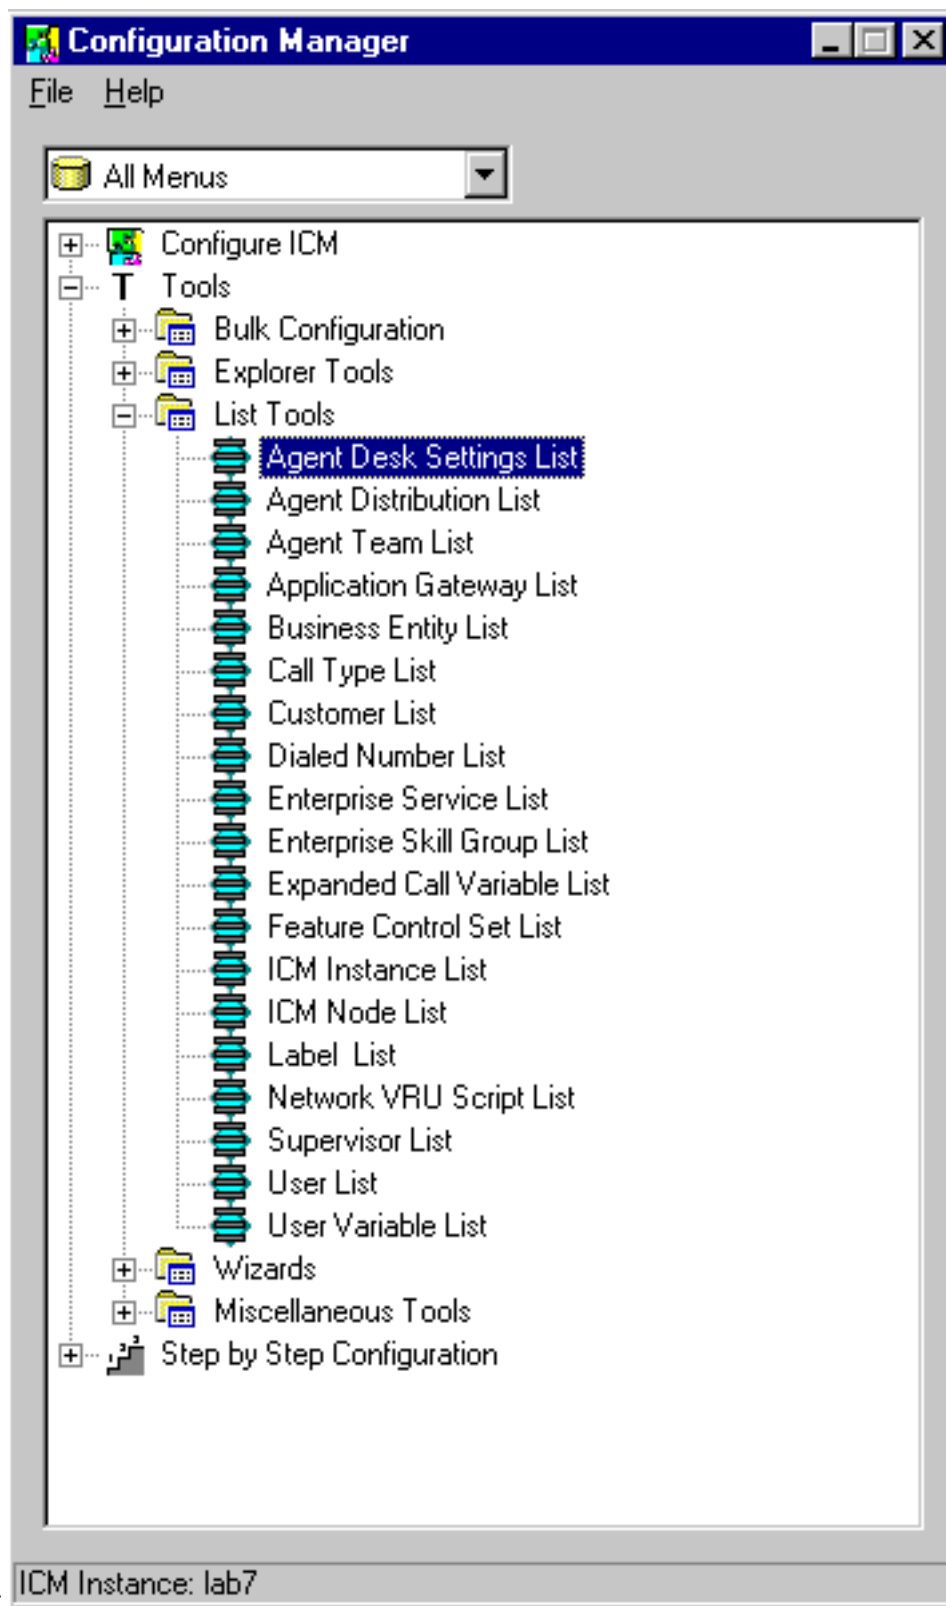 Configuration Manager
File Help
All Menus
Configure ICM
T Tools
Bulk Configuration
Explorer Tools
List Tools
Agent Desk Settings List
Agent Distribution List
Agent Team List
Application Gateway List
Business Entity List
Call Type List
Customer List
Dialed Number List
Enterprise Service List
Enterprise Skill Group List
Expanded Call Variable List
Feature Control Set List
ICM Instance List
ICM Node List
Label  List
Network VRU Script List
Supervisor List
User List
User Variable List
Wizards
Miscellaneous Tools
Step by Step Configuration
ICM Instance: lab7